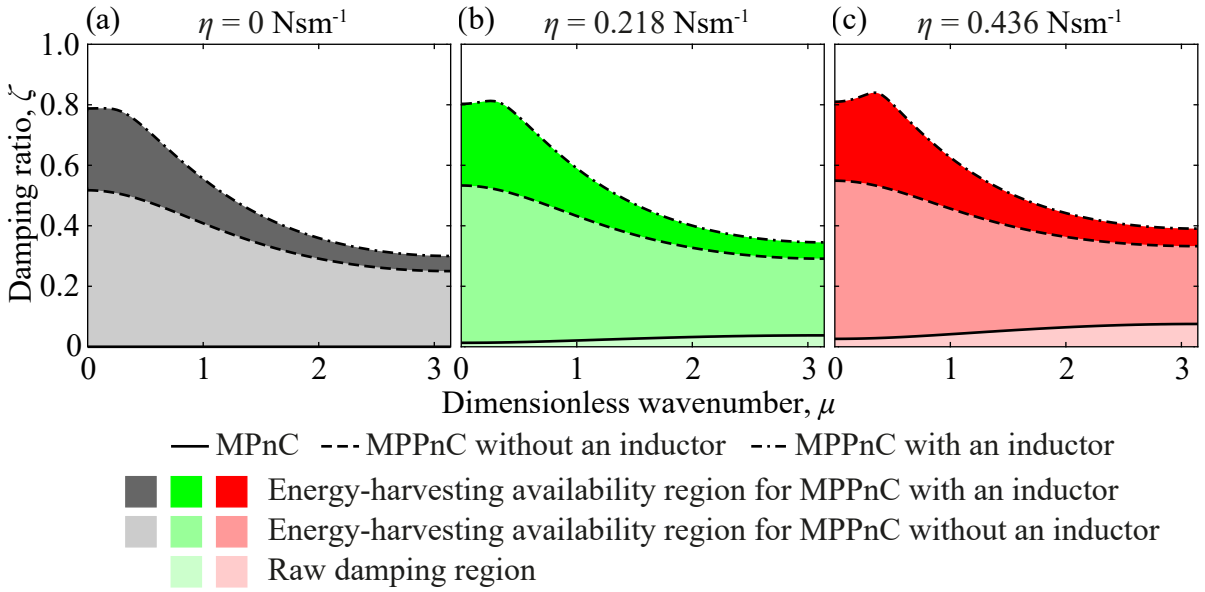 (a) η = 0 Nsm⁻¹ (b) η = 0.218 Nsm⁻¹ (c) η = 0.436 Nsm⁻¹
1.0
0.8
0.6
0.4
0.2
0
Damping ratio, ζ
0 1 2 3 0 1 2 3 0 1 2 3
Dimensionless wavenumber, μ
MPnC MPPnC without an inductor MPPnC with an inductor
Energy-harvesting availability region for MPPnC with an inductor
Energy-harvesting availability region for MPPnC without an inductor
Raw damping region